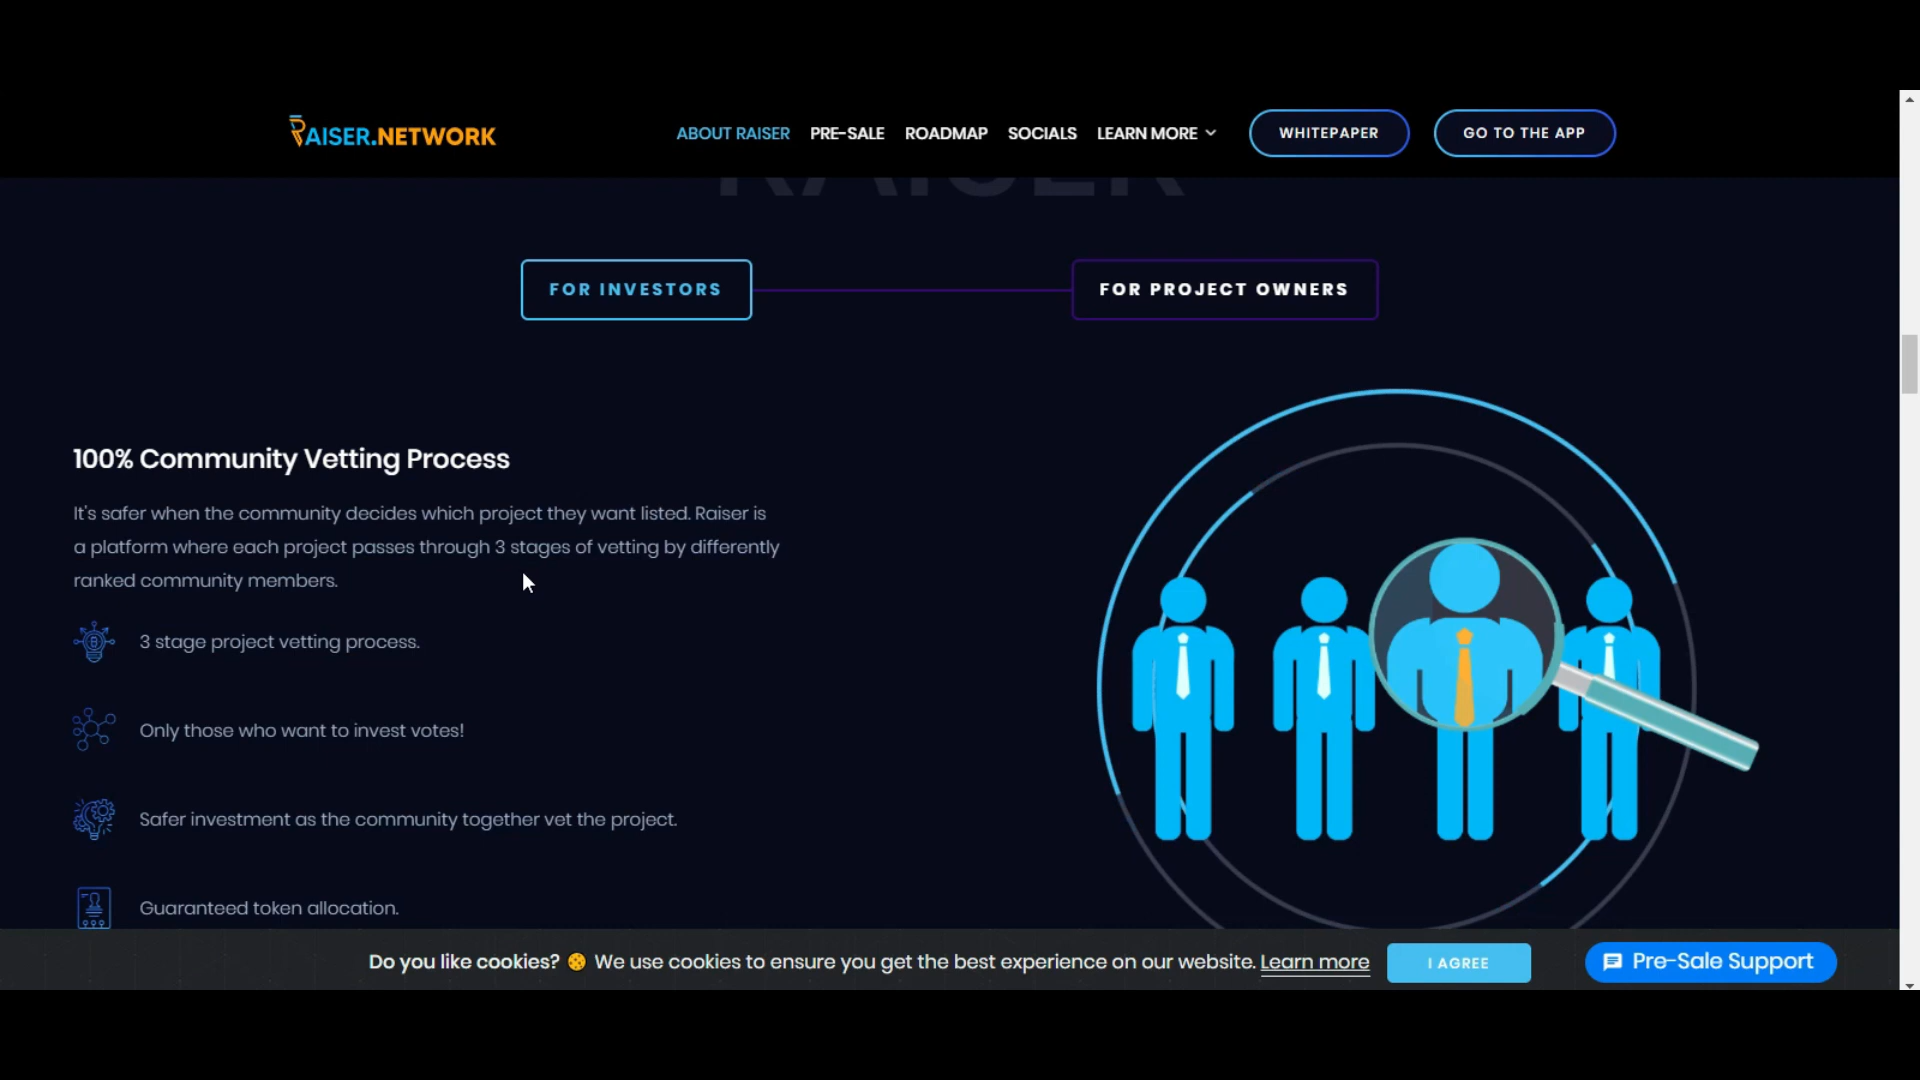 RAISER.NETWORK
ABOUT RAISER PRE-SALE ROADMAP SOCIALS LEARN MORE WHITEPAPER GO TO THE APP
RAISER
FOR INVESTORS FOR PROJECT OWNERS
100% Community Vetting Process
It's safer when the community decides which project they want listed. Raiser is
a platform where each project passes through 3 stages of vetting by differently
ranked community members.
3 stage project vetting process.
Only those who want to invest votes!
Safer investment as the community together vet the project.
Guaranteed token allocation.
Do you like cookies? 🍪 We use cookies to ensure you get the best experience on our website. Learn more I AGREE Pre-Sale Support